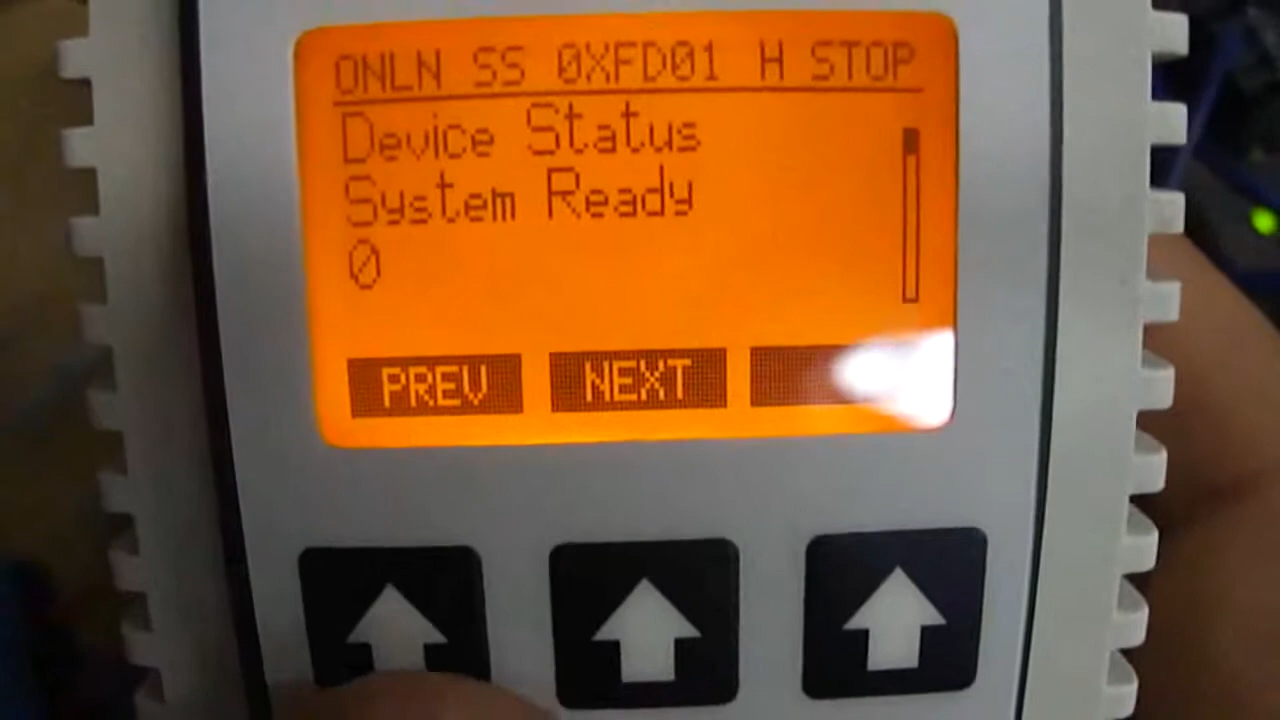 ONLN SS 0XFD01 H STOP
Device Status
System Ready
0
PREV NEXT